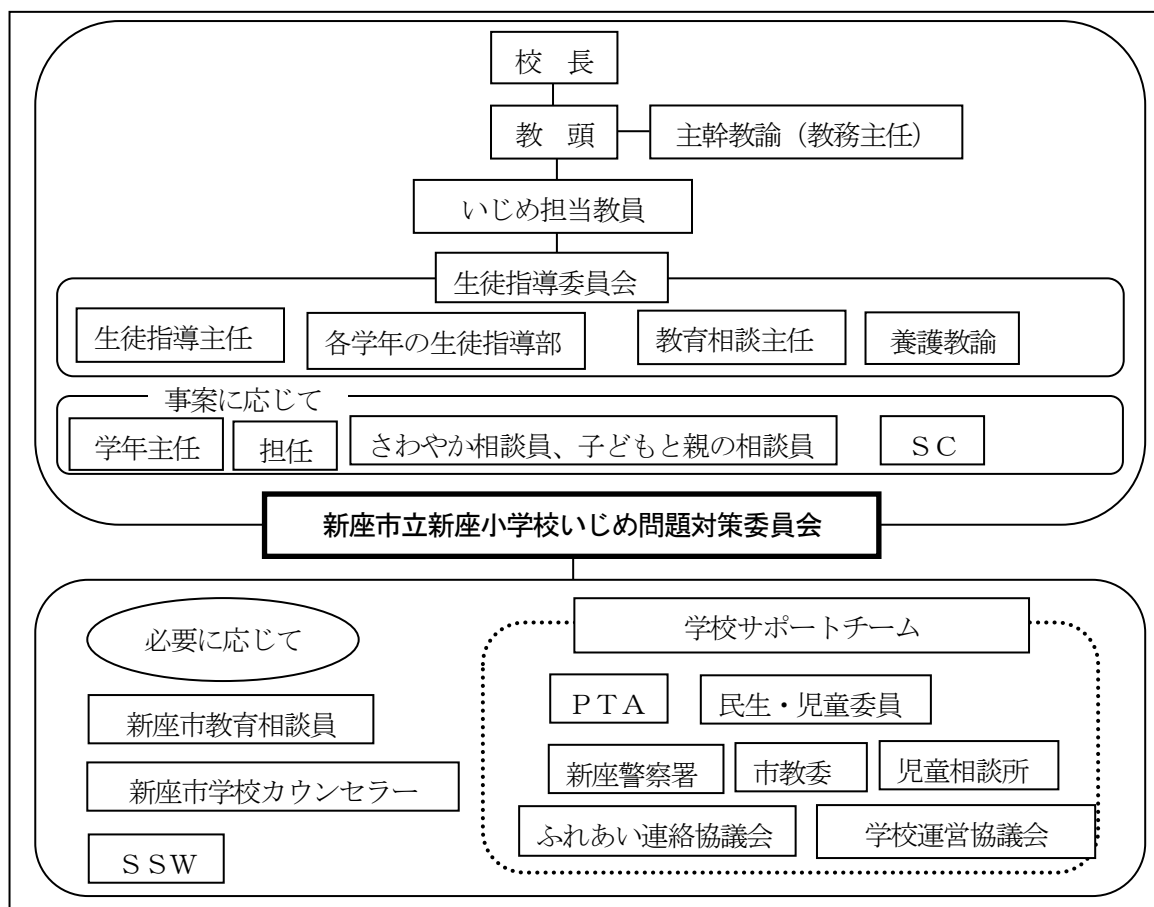 校　長
教　頭
主幹教諭（教務主任）
いじめ担当教員
生徒指導委員会
生徒指導主任
各学年の生徒指導部
教育相談主任
養護教諭
事案に応じて
学年主任
担任
さわやか相談員、子どもと親の相談員
ＳＣ
新座市立新座小学校いじめ問題対策委員会
必要に応じて
新座市教育相談員
新座市学校カウンセラー
ＳＳＷ
学校サポートチーム
ＰＴＡ
民生・児童委員
新座警察署
市教委
児童相談所
ふれあい連絡協議会
学校運営協議会